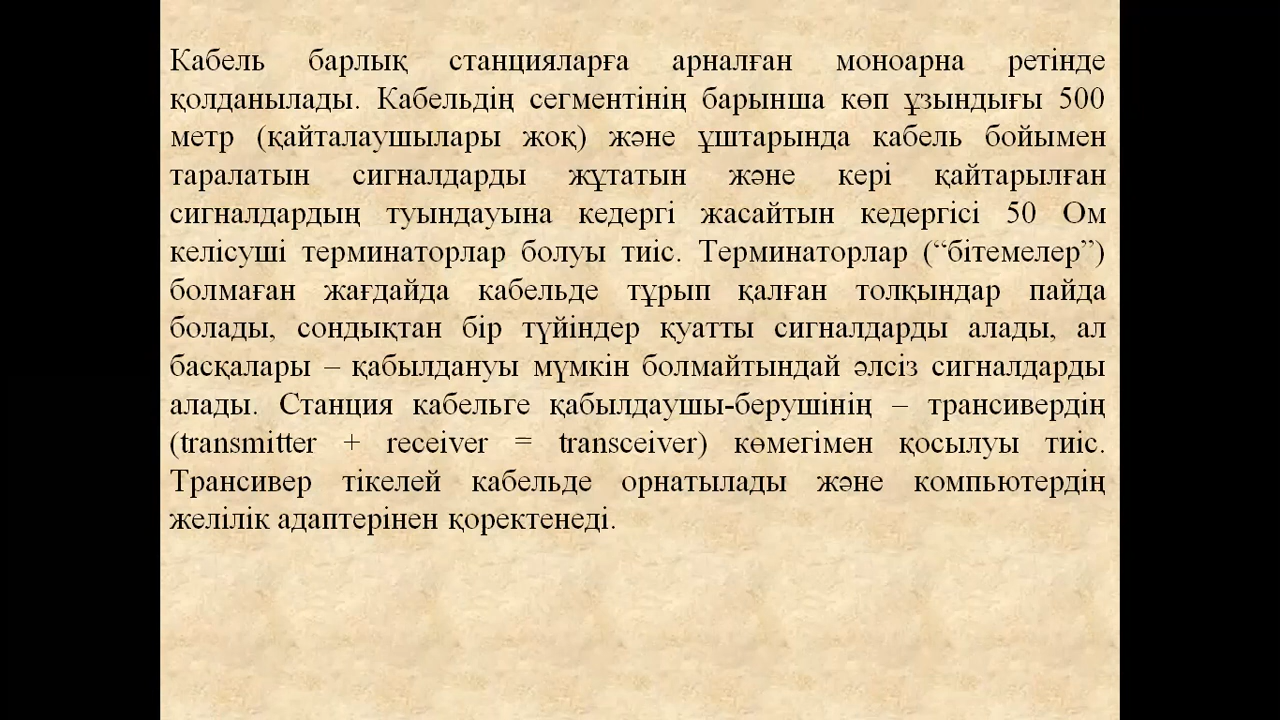 Кабель барлық станцияларға арналған моноарна ретінде
қолданылады. Кабельдің сегментінің барынша көп ұзындығы 500
метр (қайталаушылары жоқ) және ұштарында кабель бойымен
таралатын сигналдарды жұтатын және кері қайтарылған
сигналдардың туындауына кедергі жасайтын кедергісі 50 Ом
келісуші терминаторлар болуы тиіс. Терминаторлар (“бітемелер”)
болмаған жағдайда кабельде тұрып қалған толқындар пайда
болады, сондықтан бір түйіндер қуатты сигналдарды алады, ал
басқалары – қабылдануы мүмкін болмайтындай әлсіз сигналдарды
алады. Станция кабельге қабылдаушы-берушінің – трансивердің
(transmitter + receiver = transceiver) көмегімен қосылуы тиіс.
Трансивер тікелей кабельде орнатылады және компьютердің
желілік адаптерінен қоректенеді.